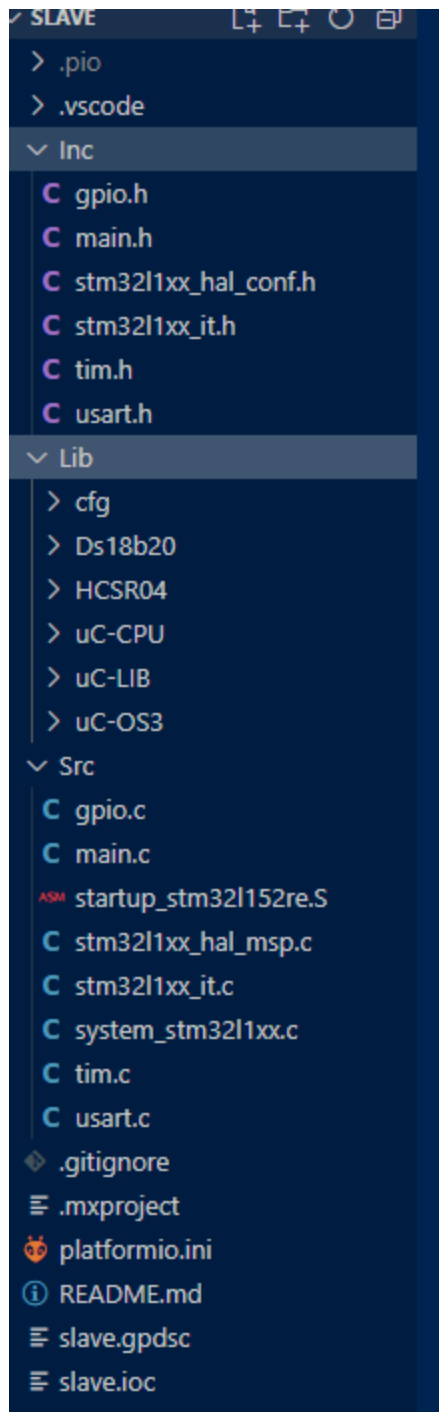 SLAVE
.pio
.vscode
Inc
C gpio.h
C main.h
C stm32l1xx_hal_conf.h
C stm32l1xx_it.h
C tim.h
C usart.h
Lib
cfg
Ds18b20
HCSR04
uC-CPU
uC-LIB
uC-OS3
Src
C gpio.c
C main.c
ASM startup_stm32l152re.S
C stm32l1xx_hal_msp.c
C stm32l1xx_it.c
C system_stm32l1xx.c
C tim.c
C usart.c
.gitignore
.mxproject
platformio.ini
README.md
slave.gpdsc
slave.ioc